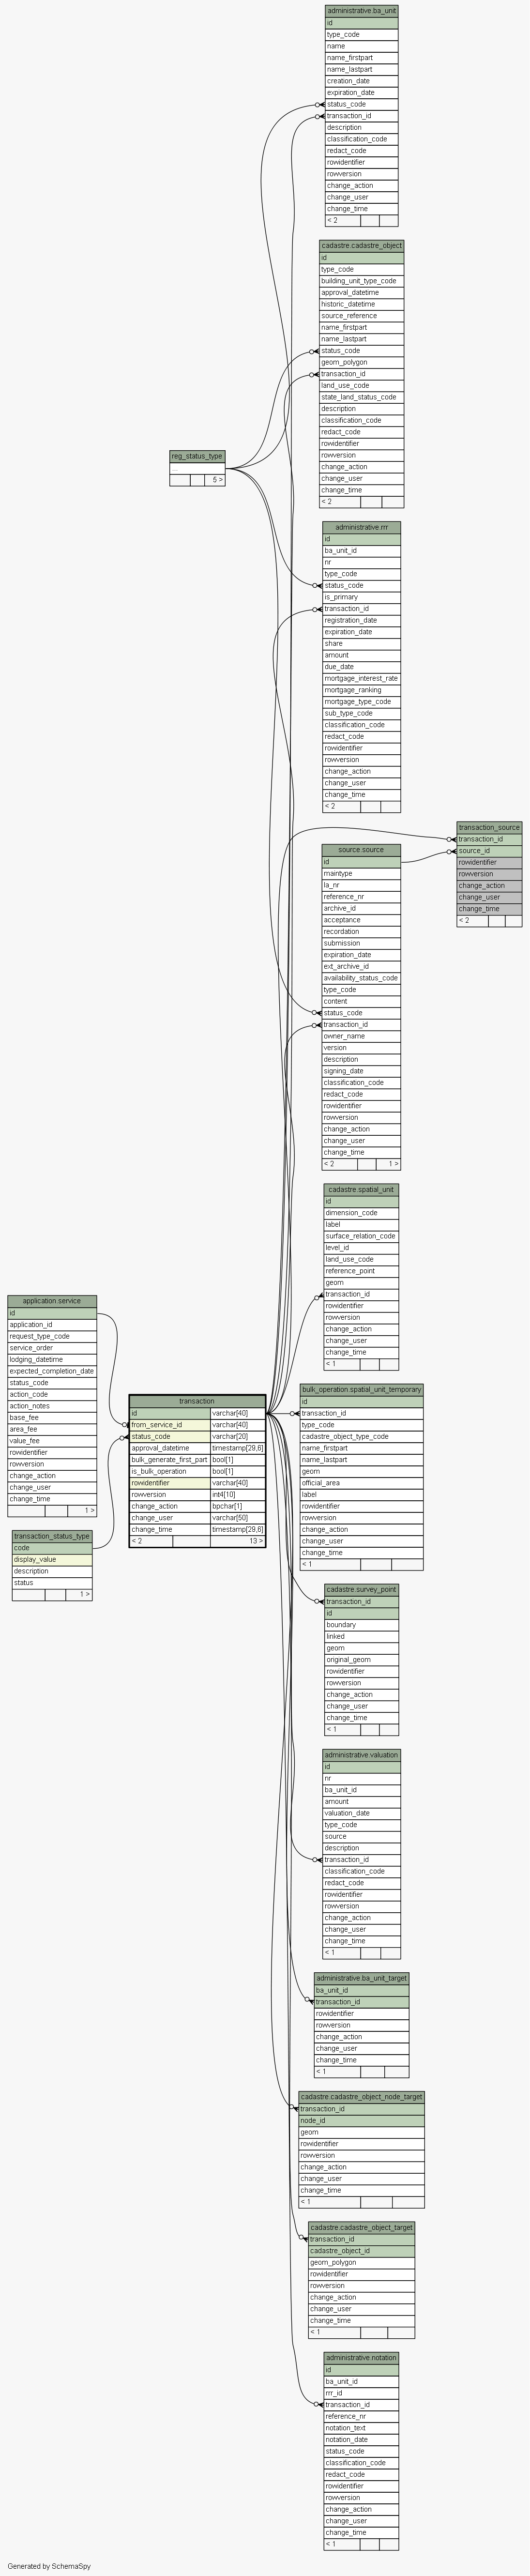 administrative.ba_unit
id
type_code
name
name_firstpart
name_lastpart
creation_date
expiration_date
status_code
transaction_id
description
classification_code
redact_code
rowidentifier
rowversion
change_action
change_user
change_time
< 2
cadastre.cadastre_object
id
type_code
building_unit_type_code
approval_datetime
historic_datetime
source_reference
name_firstpart
name_lastpart
status_code
geom_polygon
transaction_id
land_use_code
state_land_status_code
description
classification_code
redact_code
rowidentifier
rowversion
change_action
change_user
change_time
< 2
reg_status_type
...
5 >
administrative.rrr
id
ba_unit_id
nr
type_code
status_code
is_primary
transaction_id
registration_date
expiration_date
share
amount
due_date
mortgage_interest_rate
mortgage_ranking
mortgage_type_code
sub_type_code
classification_code
redact_code
rowidentifier
rowversion
change_action
change_user
change_time
< 2
transaction_source
transaction_id
source_id
rowidentifier
rowversion
change_action
change_user
change_time
< 2
source.source
id
maintype
la_nr
reference_nr
archive_id
acceptance
recordation
submission
expiration_date
ext_archive_id
availability_status_code
type_code
content
status_code
transaction_id
owner_name
version
description
signing_date
classification_code
redact_code
rowidentifier
rowversion
change_action
change_user
change_time
< 2 1 >
cadastre.spatial_unit
id
dimension_code
label
surface_relation_code
level_id
land_use_code
reference_point
geom
transaction_id
rowidentifier
rowversion
change_action
change_user
change_time
< 1
application.service
id
application_id
request_type_code
service_order
lodging_datetime
expected_completion_date
status_code
action_code
action_notes
base_fee
area_fee
value_fee
rowidentifier
rowversion
change_action
change_user
change_time
1 >
transaction
id varchar[40]
from_service_id varchar[40]
status_code varchar[20]
approval_datetime timestamp[29,6]
bulk_generate_first_part bool[1]
is_bulk_operation bool[1]
rowidentifier varchar[40]
rowversion int4[10]
change_action bpchar[1]
change_user varchar[50]
change_time timestamp[29,6]
< 2 13 >
bulk_operation.spatial_unit_temporary
id
transaction_id
type_code
cadastre_object_type_code
name_firstpart
name_lastpart
geom
official_area
label
rowidentifier
rowversion
change_action
change_user
change_time
< 1
transaction_status_type
code
display_value
description
status
1 >
cadastre.survey_point
transaction_id
id
boundary
linked
geom
original_geom
rowidentifier
rowversion
change_action
change_user
change_time
< 1
administrative.valuation
id
nr
ba_unit_id
amount
valuation_date
type_code
source
description
transaction_id
classification_code
redact_code
rowidentifier
rowversion
change_action
change_user
change_time
< 1
administrative.ba_unit_target
ba_unit_id
transaction_id
rowidentifier
rowversion
change_action
change_user
change_time
< 1
cadastre.cadastre_object_node_target
transaction_id
node_id
geom
rowidentifier
rowversion
change_action
change_user
change_time
< 1
cadastre.cadastre_object_target
transaction_id
cadastre_object_id
geom_polygon
rowidentifier
rowversion
change_action
change_user
change_time
< 1
administrative.notation
id
ba_unit_id
rrr_id
transaction_id
reference_nr
notation_text
notation_date
status_code
classification_code
redact_code
rowidentifier
rowversion
change_action
change_user
change_time
< 1
Generated by SchemaSpy